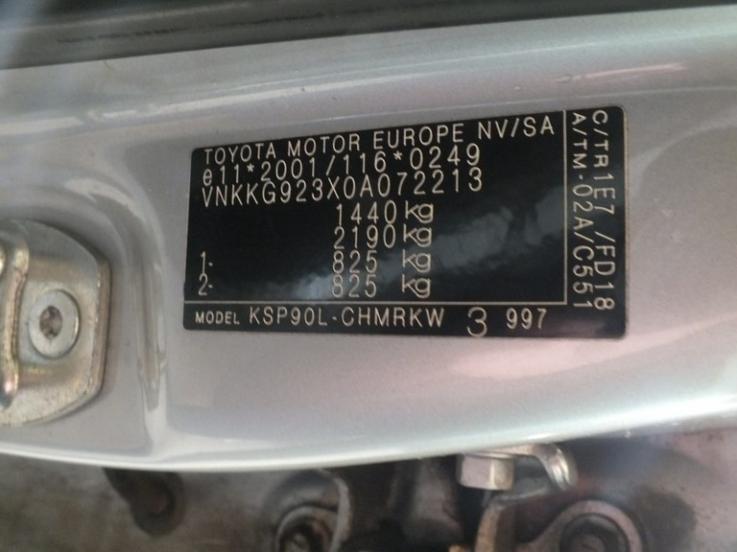 TOYOTA MOTOR EUROPE NV/SA
e11*2001/116*0249
VNKKG923X0A072213
1440 kg
2190 kg
1- 825 kg
2- 825 kg
MODEL KSP90L-CHMRKW 3 997
C/TR1E7 /FD18
A/TM-02A/C551